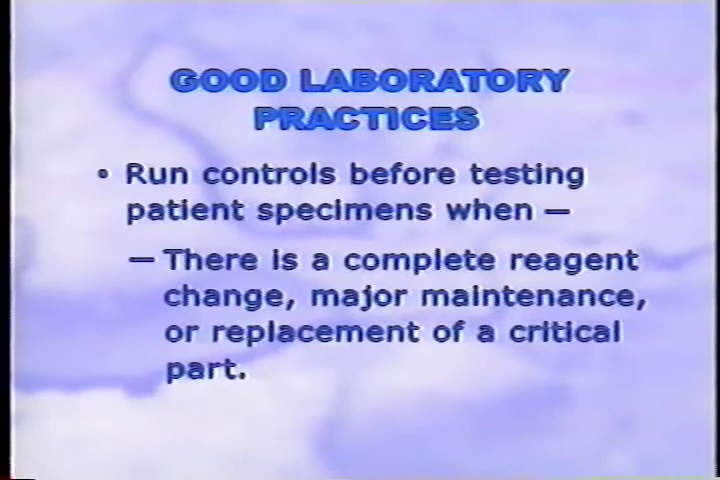 GOOD LABORATORY
PRACTICES
• Run controls before testing
patient specimens when —
— There is a complete reagent
change, major maintenance,
or replacement of a critical
part.